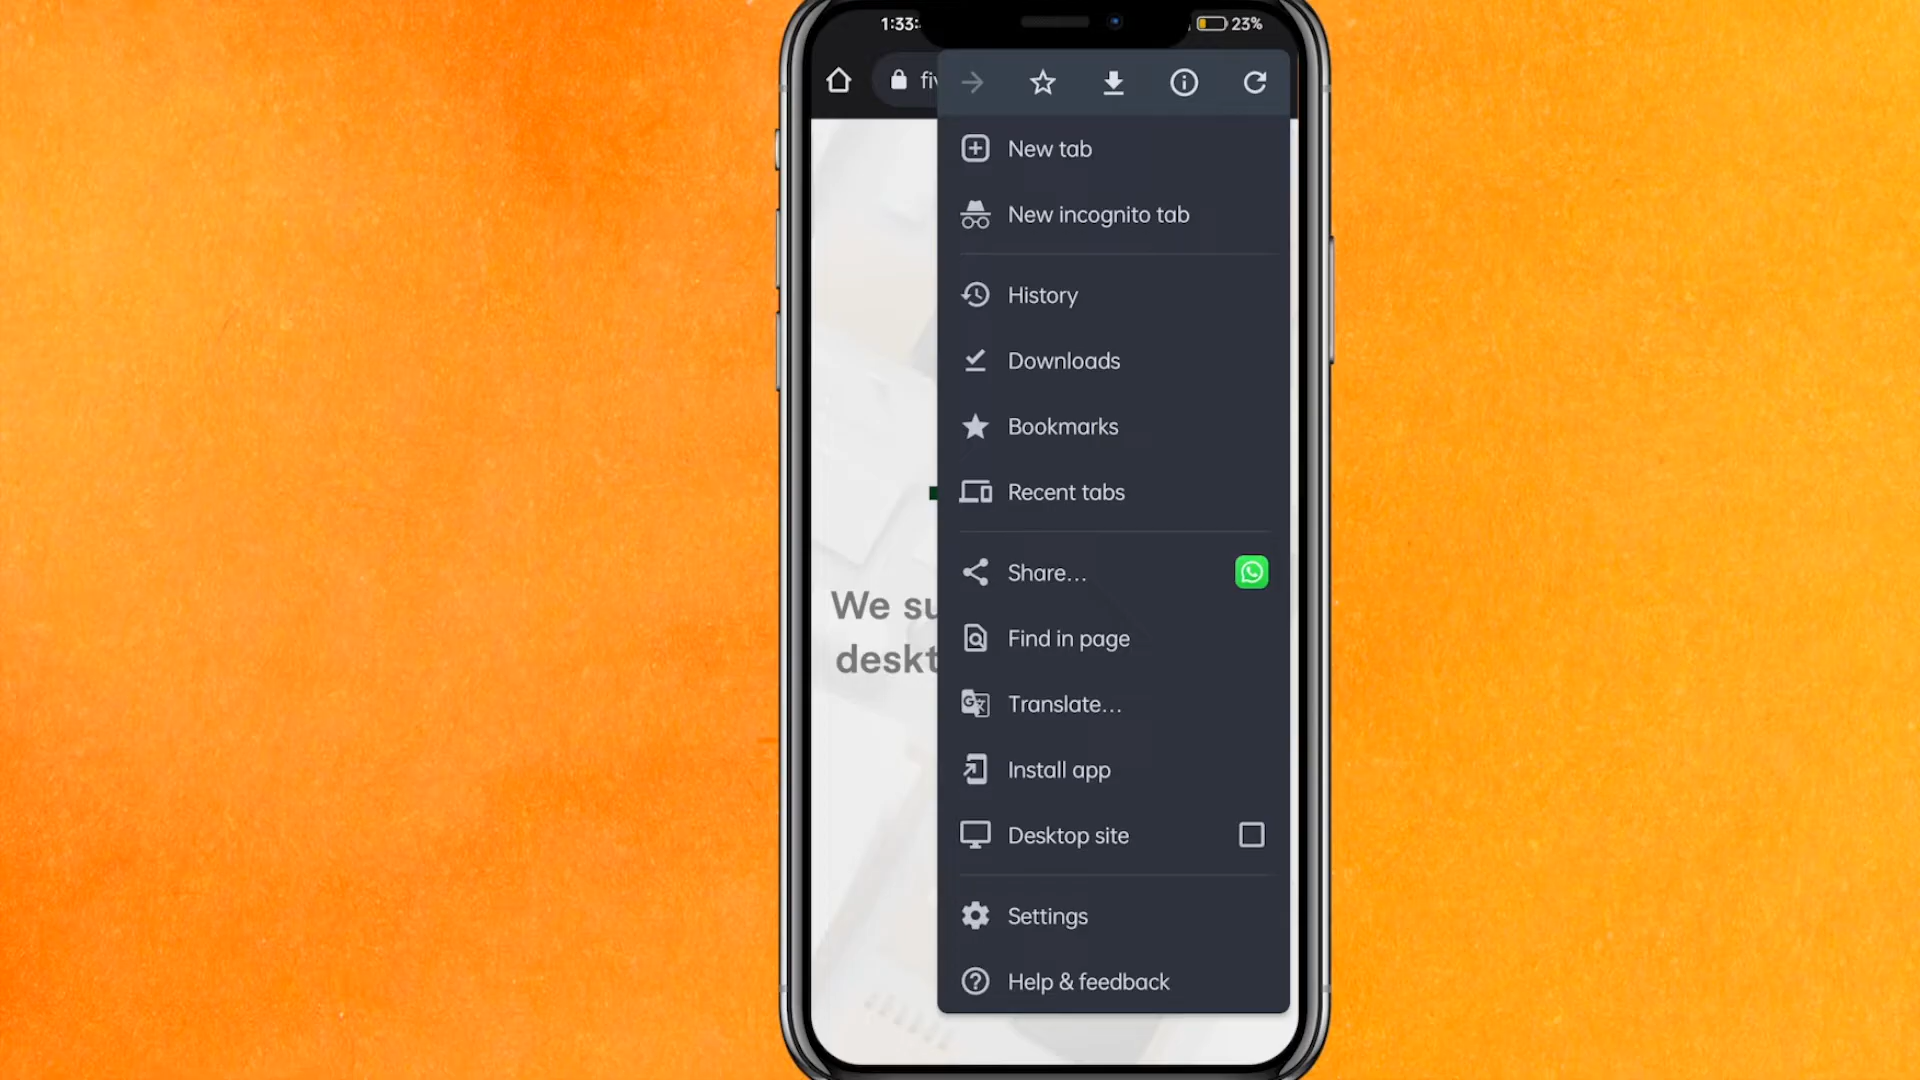 1:33:
23%
fiv
New tab
New incognito tab
History
Downloads
Bookmarks
Recent tabs
Share...
We su
Find in page
deskt
Translate...
Install app
Desktop site
Settings
Help & feedback